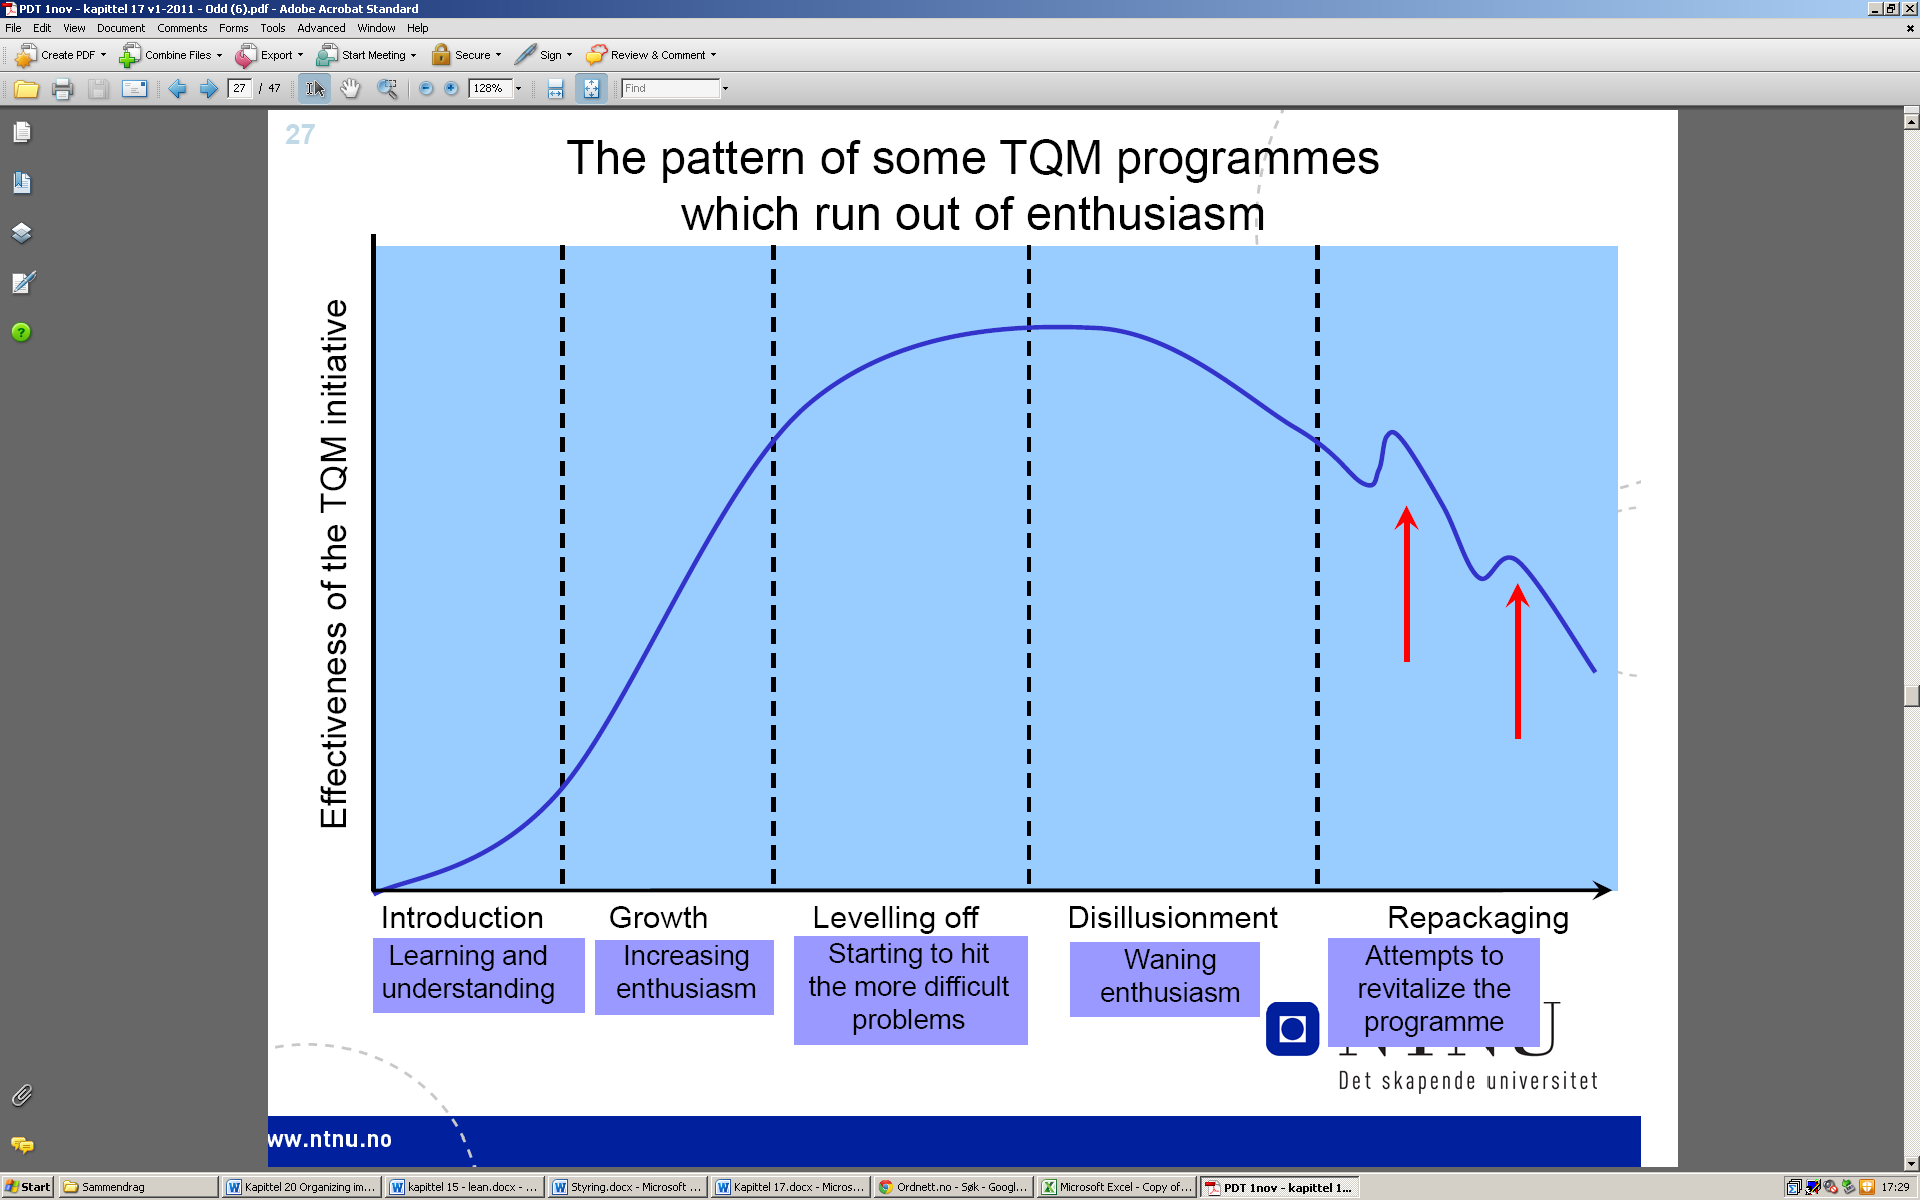 PDT 1nov - kapittel 17 v1-2011 - Odd (6).pdf - Adobe Acrobat Standard
File Edit View Document Comments Forms Tools Advanced Window Help
Create PDF Combine Files Export Start Meeting Secure Sign Review & Comment
27 / 47 128% Find
27
The pattern of some TQM programmes
which run out of enthusiasm
Effectiveness of the TQM initiative
Introduction Growth Levelling off Disillusionment Repackaging
Learning and
understanding
Increasing
enthusiasm
Starting to hit
the more difficult
problems
Waning
enthusiasm
Attempts to
revitalize the
programme
NTNU
Det skapende universitet
ww.ntnu.no
Start Sammendrag Kapittel 20 Organizing im... kapittel 15 - lean.docx - ... Styring.docx - Microsoft ... Kapittel 17.docx - Micros... Ordnett.no - Søk - Googl... Microsoft Excel - Copy of... PDT 1nov - kapittel 1... 17:29